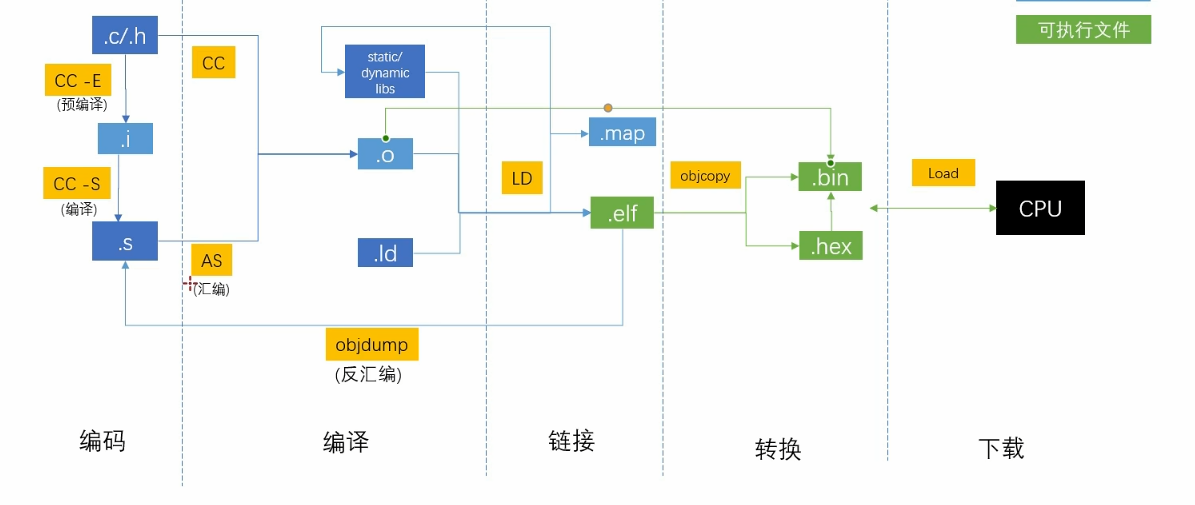 可执行文件
.c/.h
CC
CC -E
(预编译)
.i
CC -S
(编译)
.s
AS
(汇编)
static/
dynamic
libs
.o
.ld
LD
.map
.elf
objdump
(反汇编)
objcopy
.bin
.hex
Load
CPU
编码
编译
链接
转换
下载